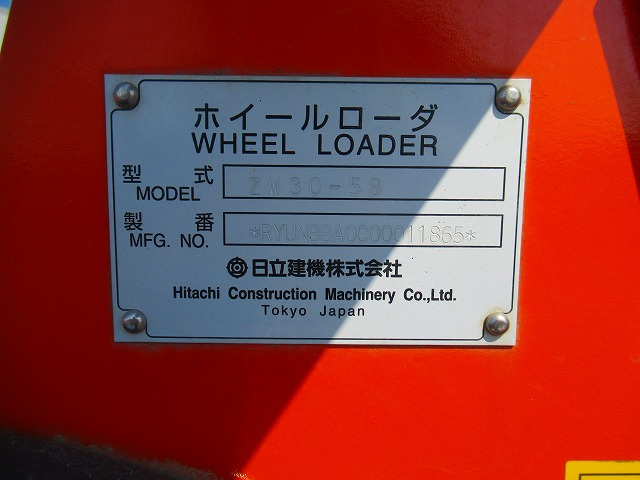 ホイールローダ
WHEEL LOADER
型式 ZW30-5B
MODEL
製番
MFG. NO.
日立建機株式会社
Hitachi Construction Machinery Co.,Ltd.
Tokyo Japan